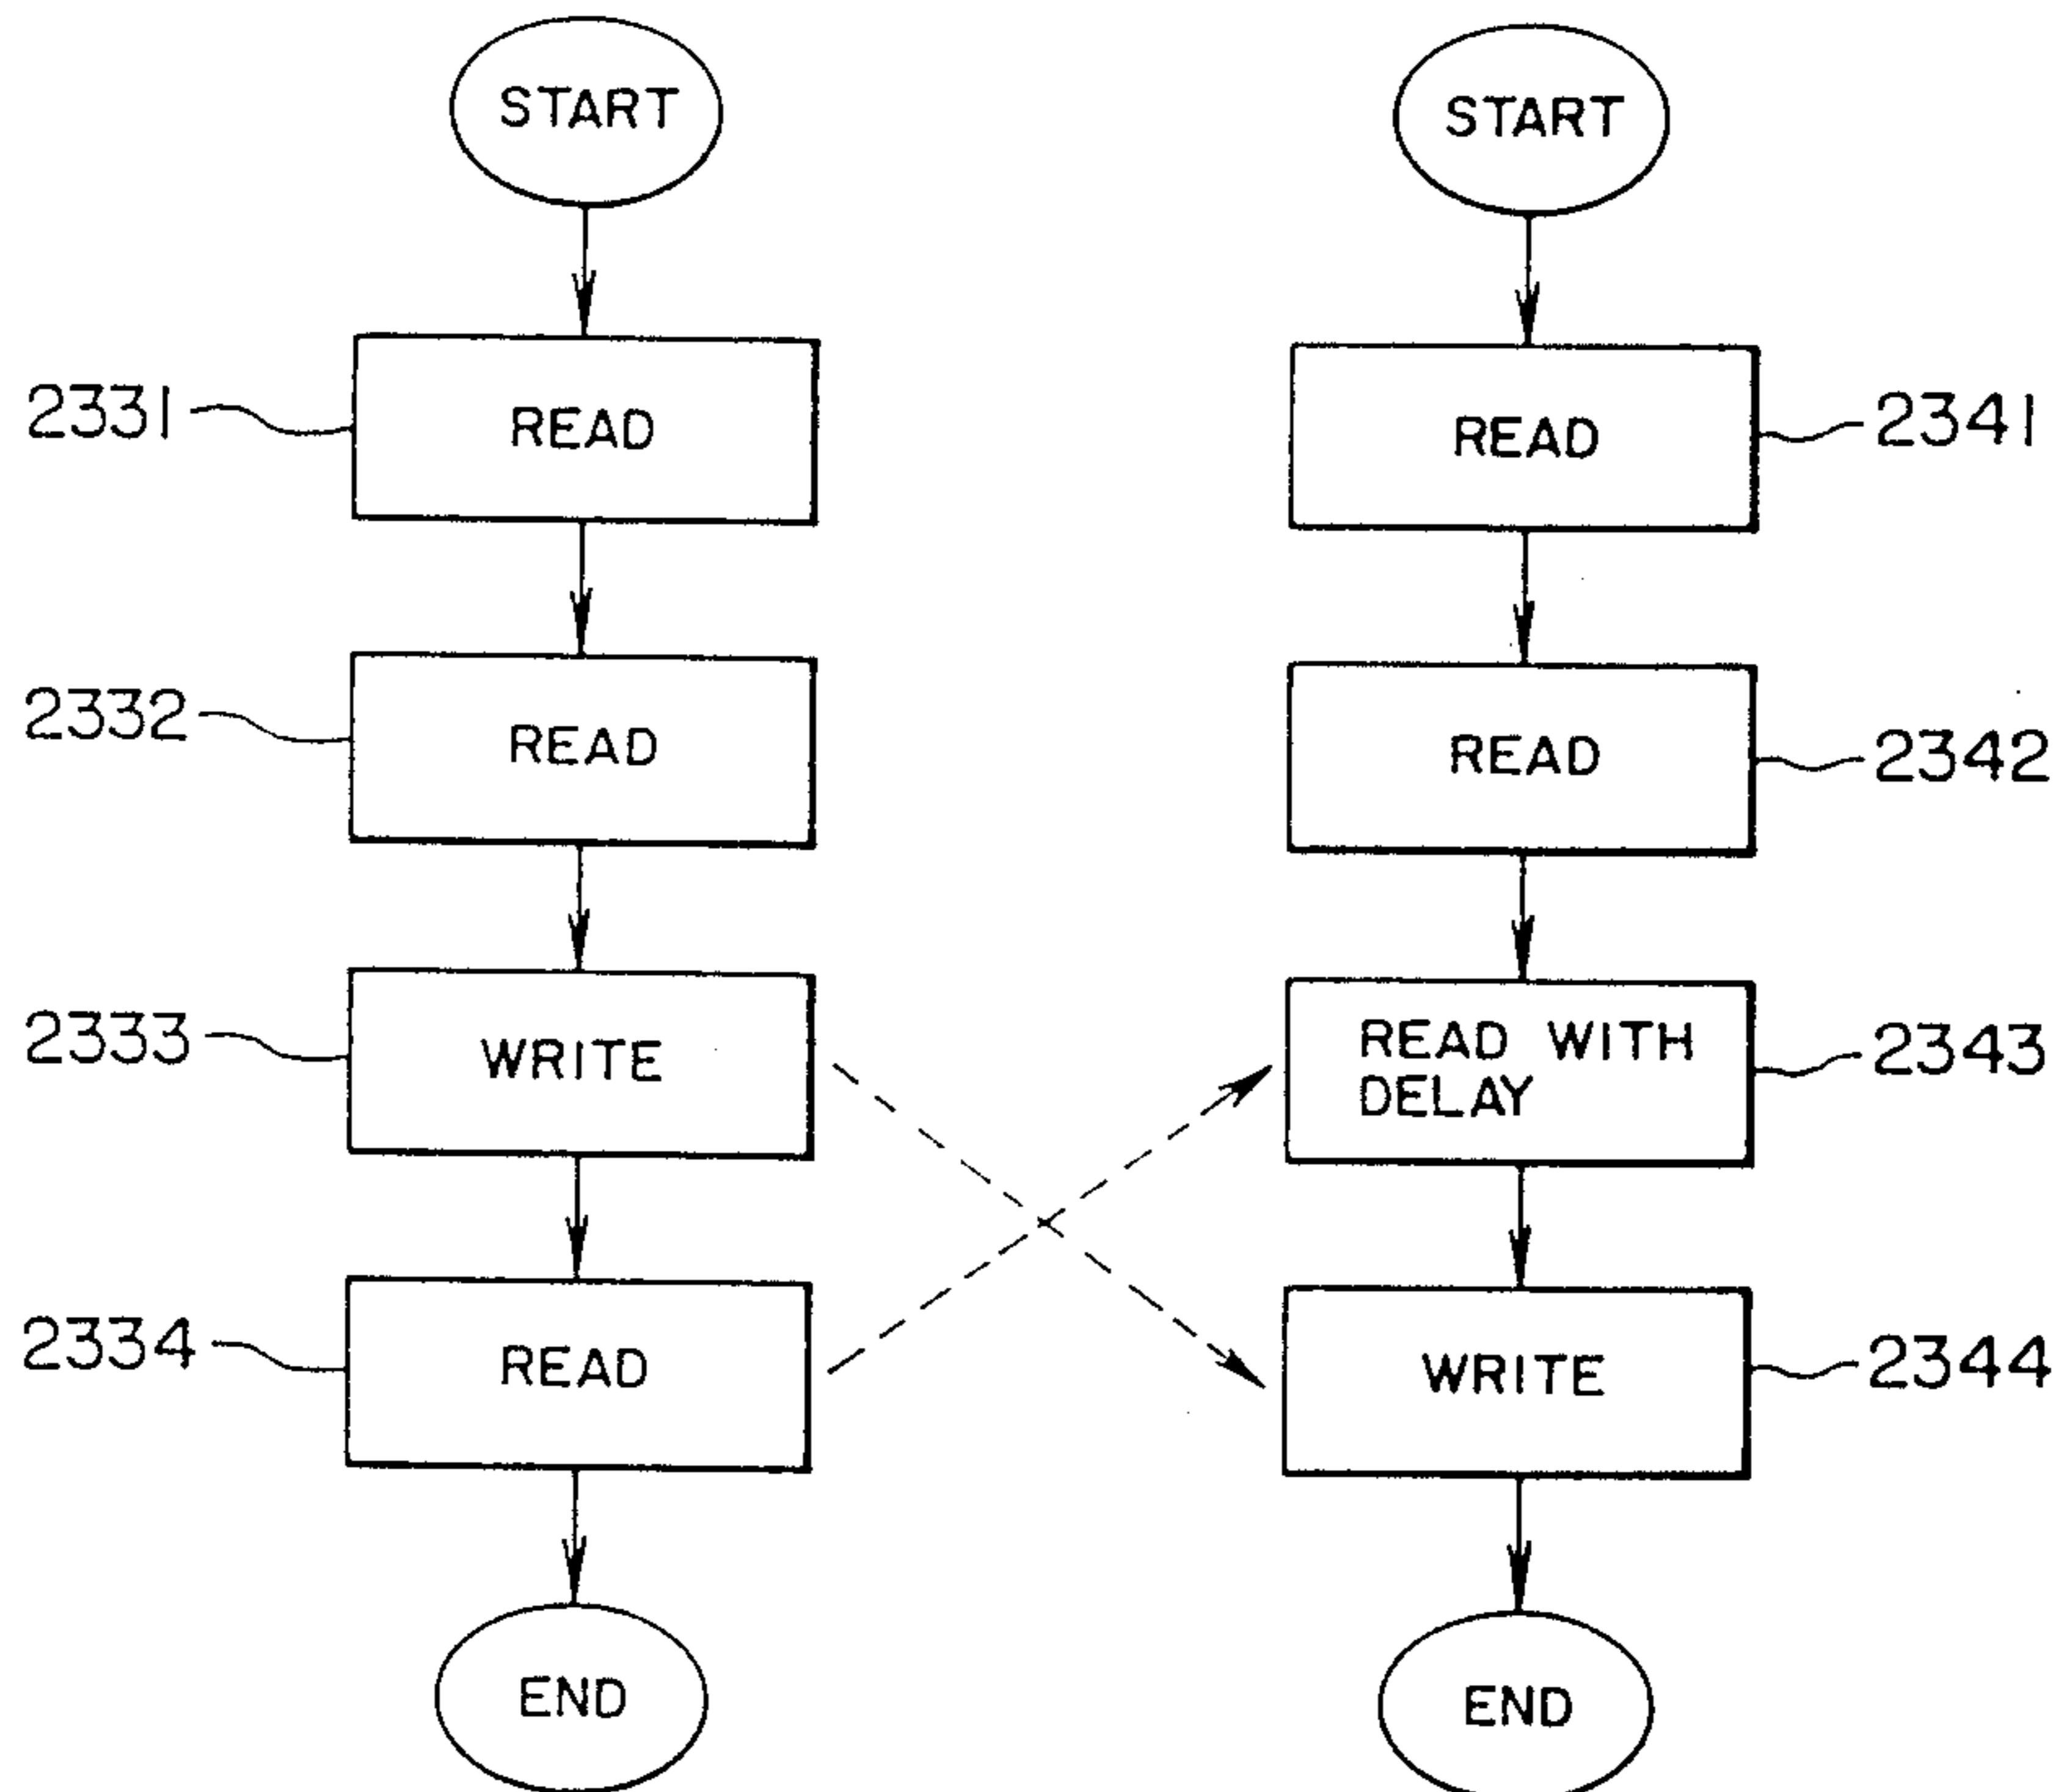 START
2331
READ
2332
READ
2333
WRITE
2334
READ
END
START
READ
2341
READ
2342
READ WITH
DELAY
2343
WRITE
2344
END